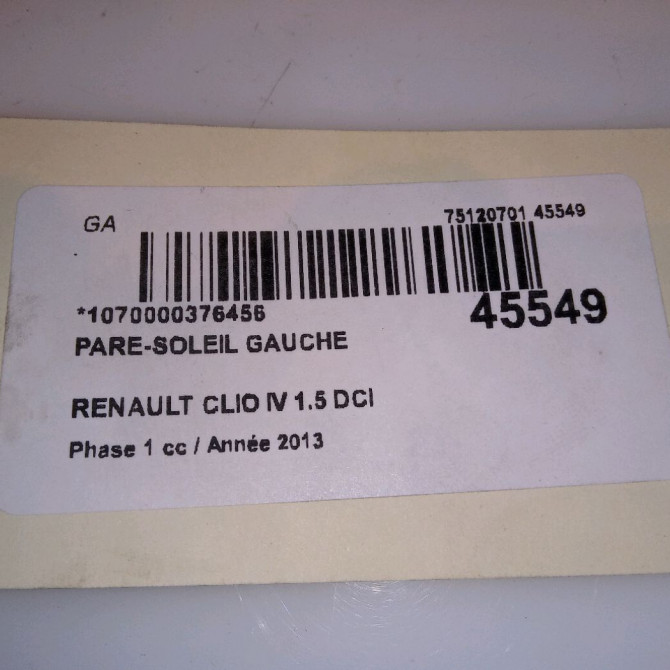 GA
75120701 45549
*1070000376456
45549
PARE-SOLEIL GAUCHE
RENAULT CLIO IV 1.5 DCI
Phase 1 cc / Année 2013